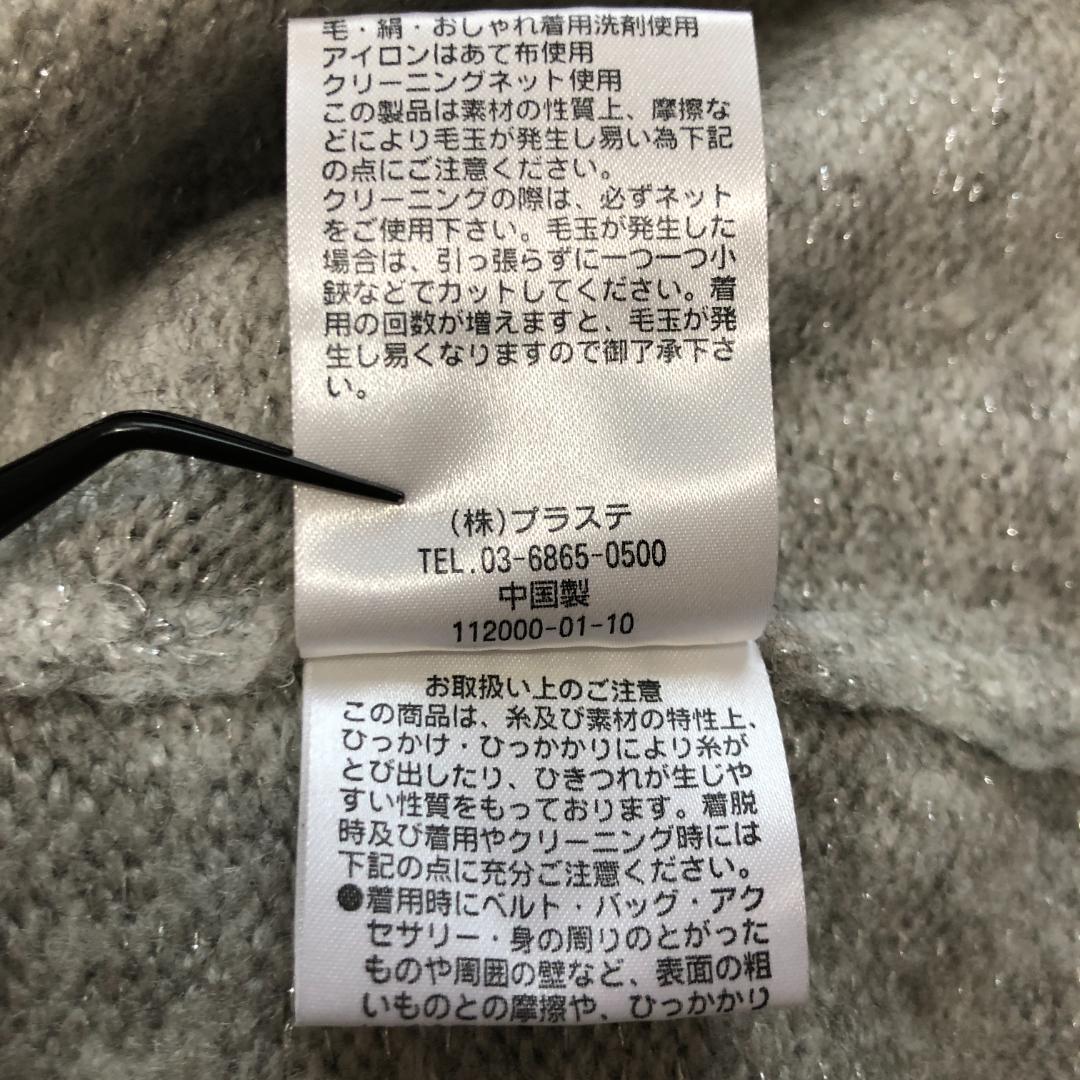 毛・絹・おしゃれ着用洗剤使用
アイロンはあて布使用
クリーニングネット使用
この製品は素材の性質上、摩擦な
どにより毛玉が発生し易い為下記
の点にご注意ください。
クリーニングの際は、必ずネット
をご使用下さい。毛玉が発生した
場合は、引っ張らずに一つ一つ小
鋏などでカットしてください。着
用の回数が増えますと、毛玉が発
生し易くなりますので御了承下さ
い。
(株)プラステ
TEL.03-6865-0500
中国製
112000-01-10
お取扱い上のご注意
この商品は、糸及び素材の特性上、
ひっかけ・ひっかかりにより糸が
とび出したり、ひきつれが生じや
すい性質をもっております。着脱
時及び着用やクリーニング時には
下記の点に充分ご注意ください。
●着用時にベルト・バッグ・アク
セサリー・身の周りのとがった
ものや周囲の壁など、表面の粗
いものとの摩擦や、ひっかかり